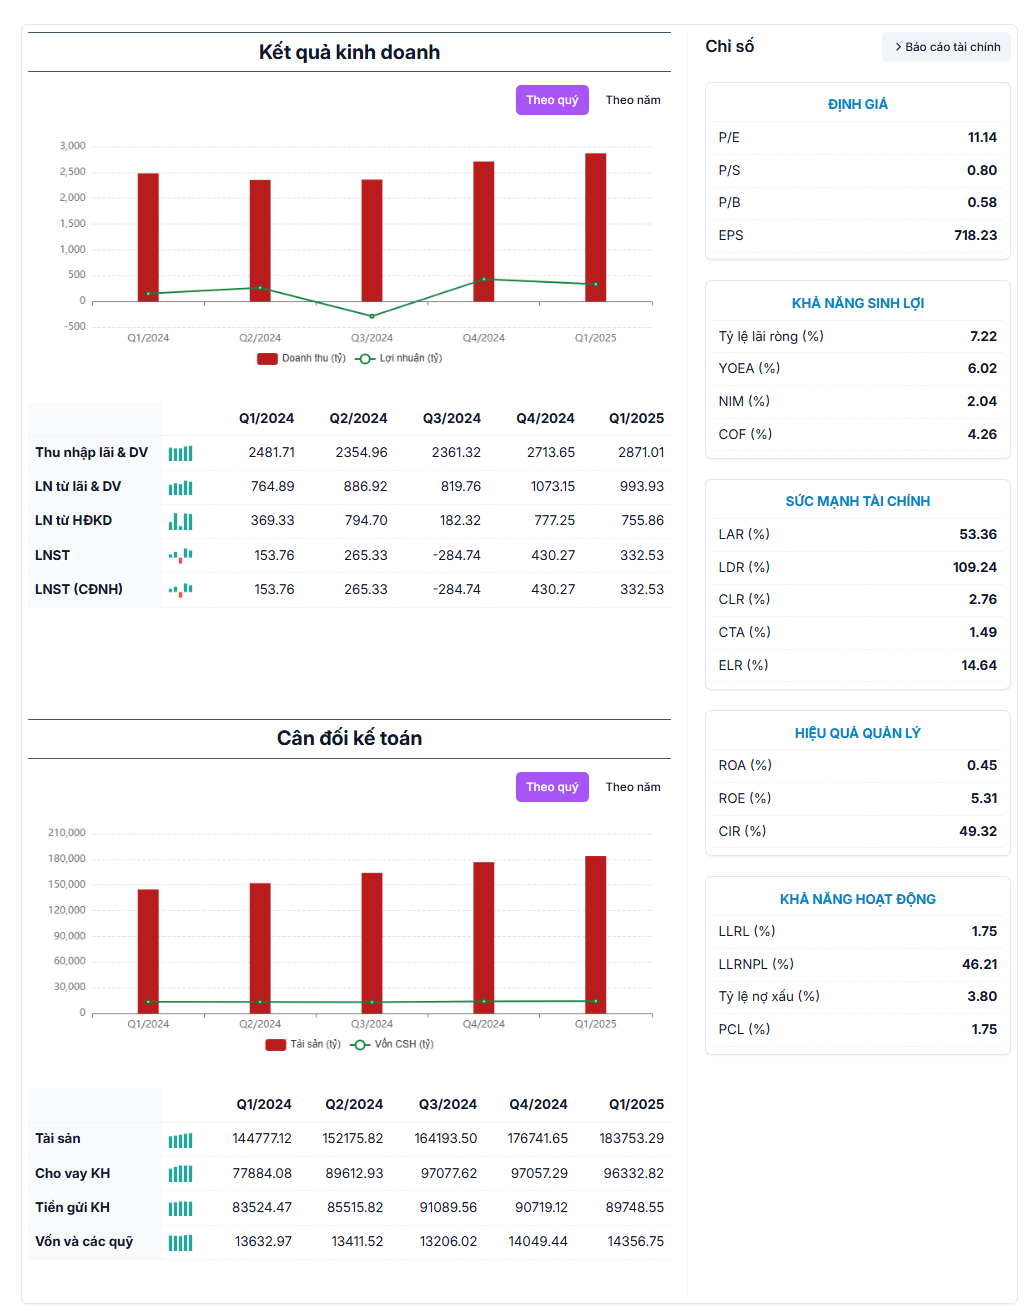 Kết quả kinh doanh
Theo quý Theo năm
3,000
2,500
2,000
1,500
1,000
500
0
-500
Q1/2024 Q2/2024 Q3/2024 Q4/2024 Q1/2025
Doanh thu (tỷ) Lợi nhuận (tỷ)
Q1/2024 Q2/2024 Q3/2024 Q4/2024 Q1/2025
Thu nhập lãi & DV 2481.71 2354.96 2361.32 2713.65 2871.01
LN từ lãi & DV 764.89 886.92 819.76 1073.15 993.93
LN từ HĐKD 369.33 794.70 182.32 777.25 755.86
LNST 153.76 265.33 -284.74 430.27 332.53
LNST (CĐNH) 153.76 265.33 -284.74 430.27 332.53
Cân đối kế toán
Theo quý Theo năm
210,000
180,000
150,000
120,000
90,000
60,000
30,000
0
Q1/2024 Q2/2024 Q3/2024 Q4/2024 Q1/2025
Tài sản (tỷ) Vốn CSH (tỷ)
Q1/2024 Q2/2024 Q3/2024 Q4/2024 Q1/2025
Tài sản 144777.12 152175.82 164193.50 176741.65 183753.29
Cho vay KH 77884.08 89612.93 97077.62 97057.29 96332.82
Tiền gửi KH 83524.47 85515.82 91089.56 90719.12 89748.55
Vốn và các quỹ 13632.97 13411.52 13206.02 14049.44 14356.75
Chỉ số
> Báo cáo tài chính
ĐỊNH GIÁ
P/E 11.14
P/S 0.80
P/B 0.58
EPS 718.23
KHẢ NĂNG SINH LỢI
Tỷ lệ lãi ròng (%) 7.22
YOEA (%) 6.02
NIM (%) 2.04
COF (%) 4.26
SỨC MẠNH TÀI CHÍNH
LAR (%) 53.36
LDR (%) 109.24
CLR (%) 2.76
CTA (%) 1.49
ELR (%) 14.64
HIỆU QUẢ QUẢN LÝ
ROA (%) 0.45
ROE (%) 5.31
CIR (%) 49.32
KHẢ NĂNG HOẠT ĐỘNG
LLRL (%) 1.75
LLRNPL (%) 46.21
Tỷ lệ nợ xấu (%) 3.80
PCL (%) 1.75